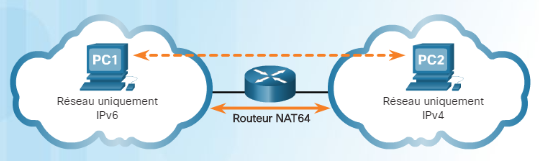 PC1
PC2
Réseau uniquement
IPv6
Routeur NAT64
Réseau uniquement
IPv4